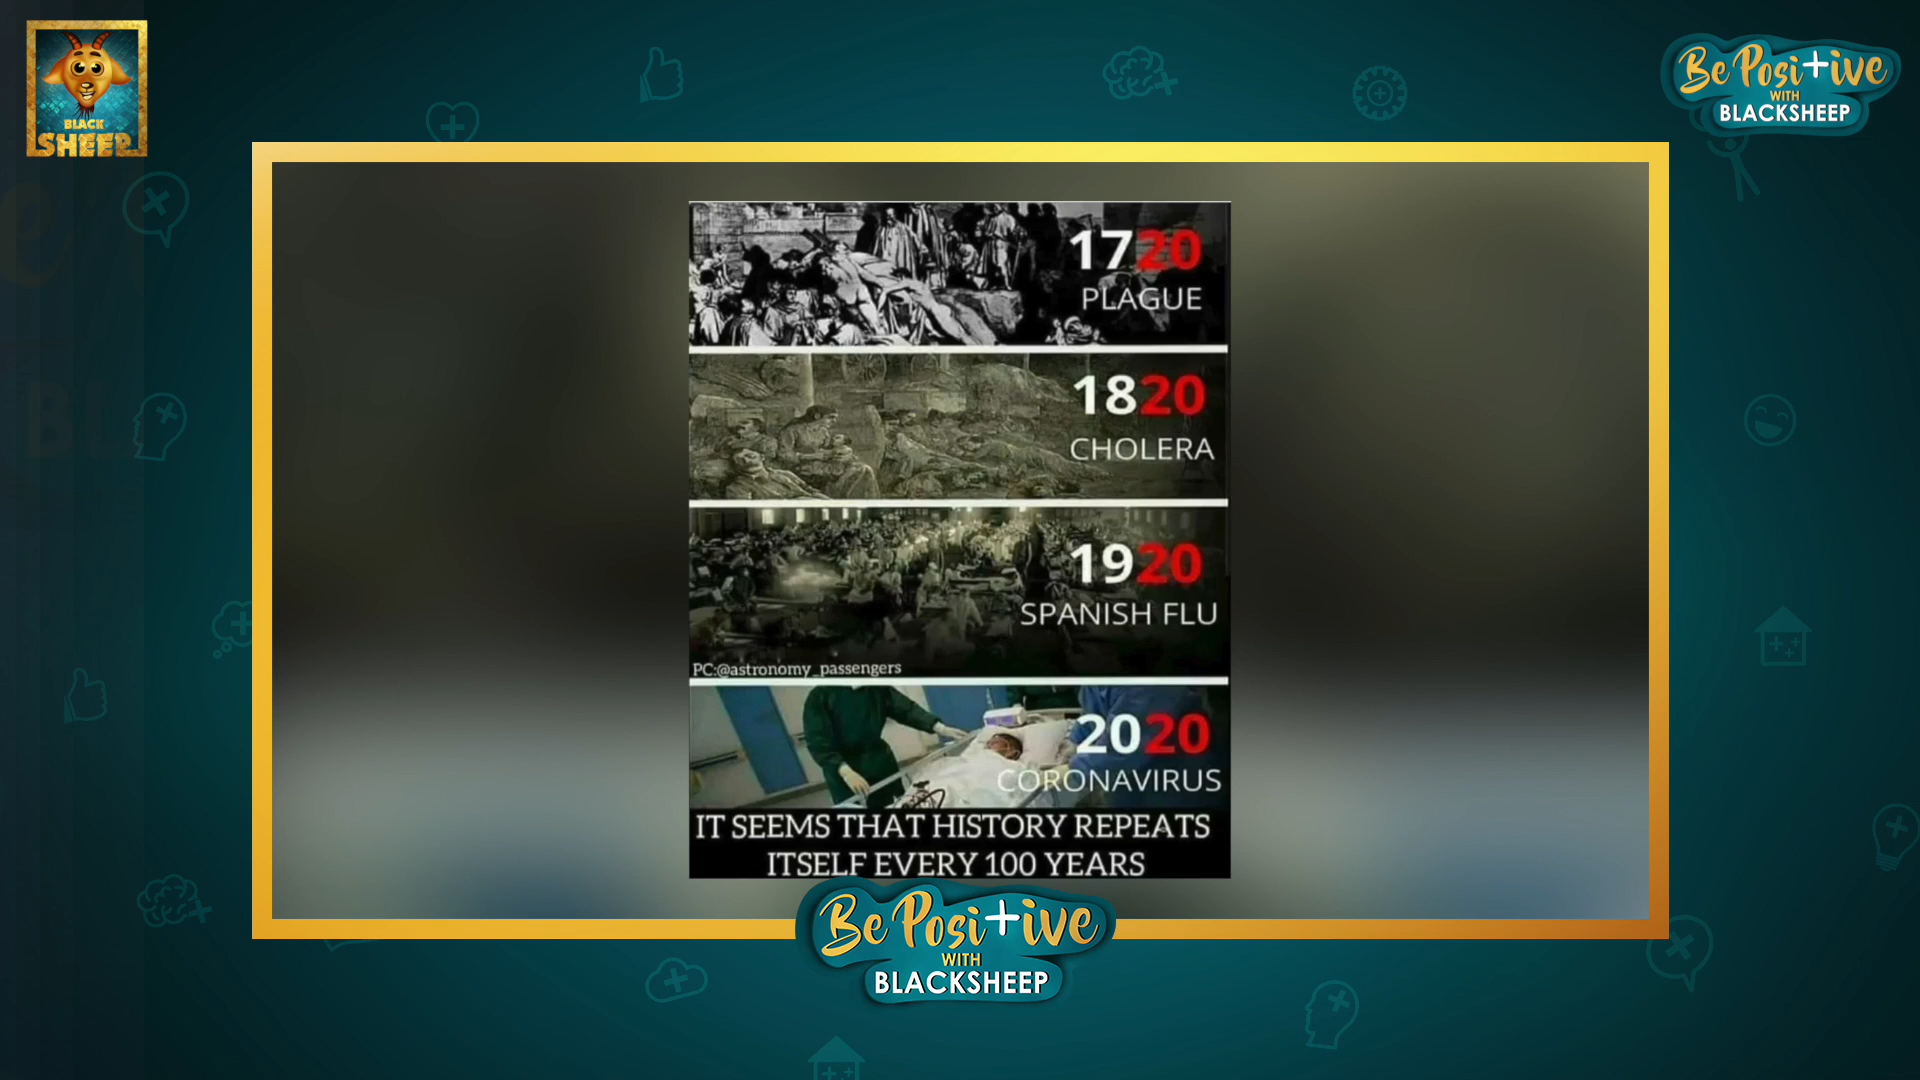 BLACK
SHEEP
Be Posi+ive
WITH
BLACKSHEEP
1720
PLAGUE
1820
CHOLERA
1920
SPANISH FLU
PC:@astronomy_passengers
2020
CORONAVIRUS
IT SEEMS THAT HISTORY REPEATS
ITSELF EVERY 100 YEARS
Be Posi+ive
WITH
BLACKSHEEP